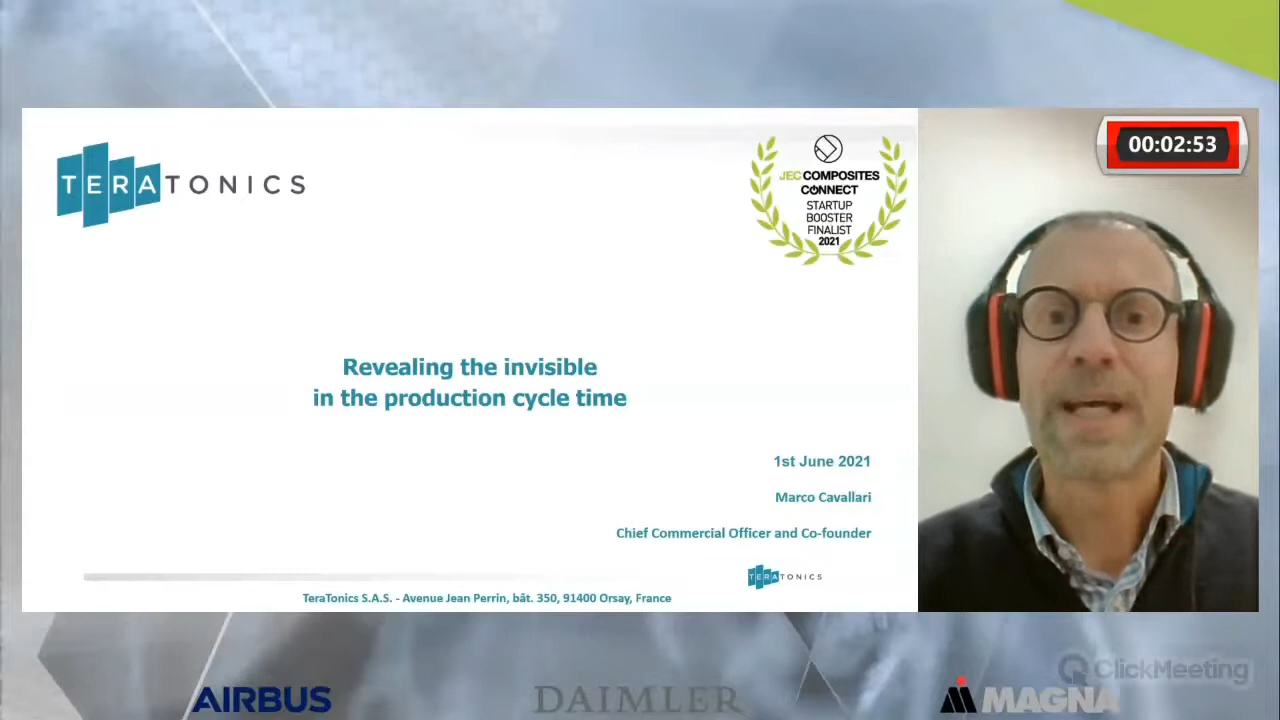 TERATONICS
JEC COMPOSITES
CONNECT
STARTUP
BOOSTER
FINALIST
2021
00:02:53
Revealing the invisible
in the production cycle time
1st June 2021
Marco Cavallari
Chief Commercial Officer and Co-founder
TERATONICS
TeraTonics S.A.S. - Avenue Jean Perrin, bât. 350, 91400 Orsay, France
ClickMeeting
AIRBUS
DAIMLER
MAGNA